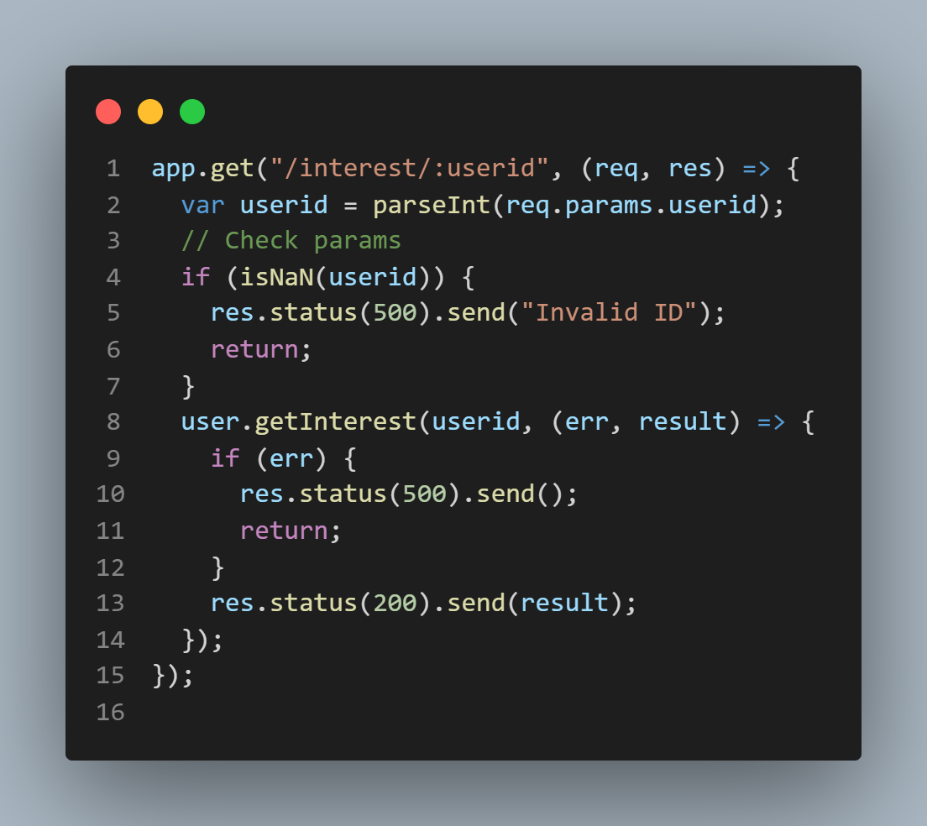 1 app.get("/interest/:userid", (req, res) => {
2   var userid = parseInt(req.params.userid);
3   // Check params
4   if (isNaN(userid)) {
5     res.status(500).send("Invalid ID");
6     return;
7   }
8   user.getInterest(userid, (err, result) => {
9     if (err) {
10       res.status(500).send();
11       return;
12     }
13     res.status(200).send(result);
14   });
15 });
16